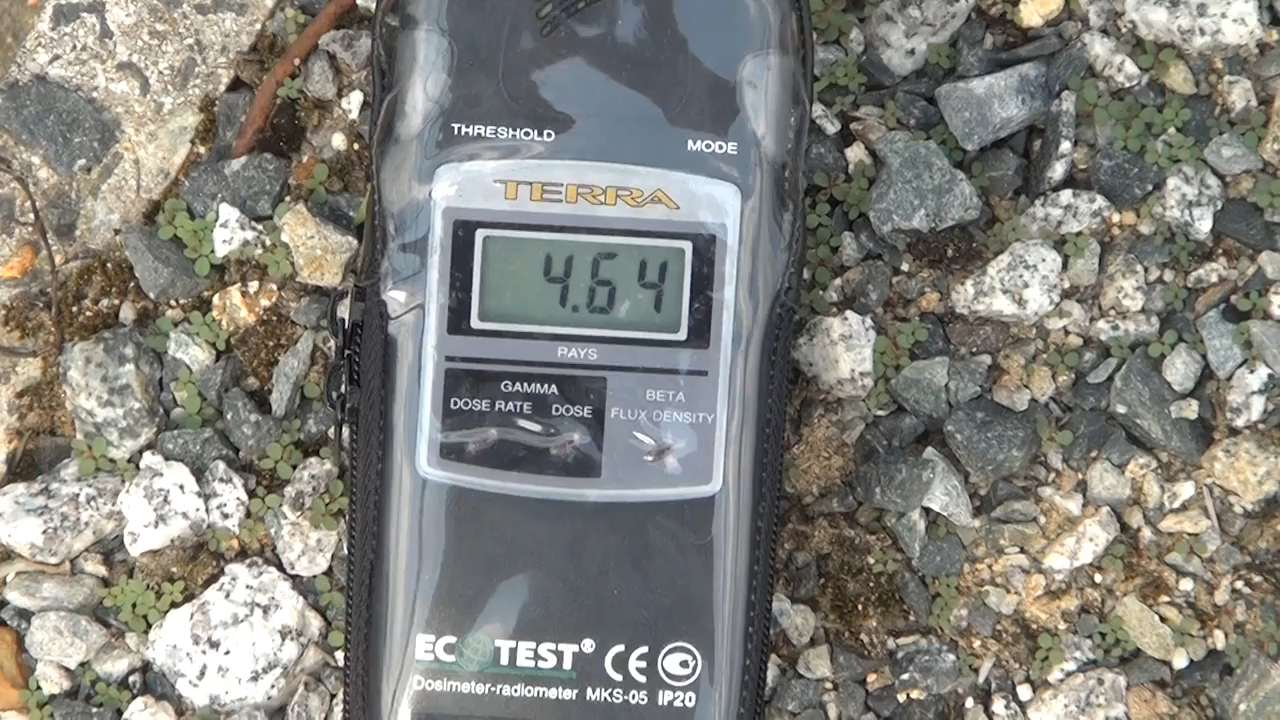 THRESHOLD MODE
TERRA
4.64
RAYS
GAMMA
DOSE RATE DOSE
BETA
FLUX DENSITY
ECOTEST® CE
Dosimeter-radiometer MKS-05 IP20